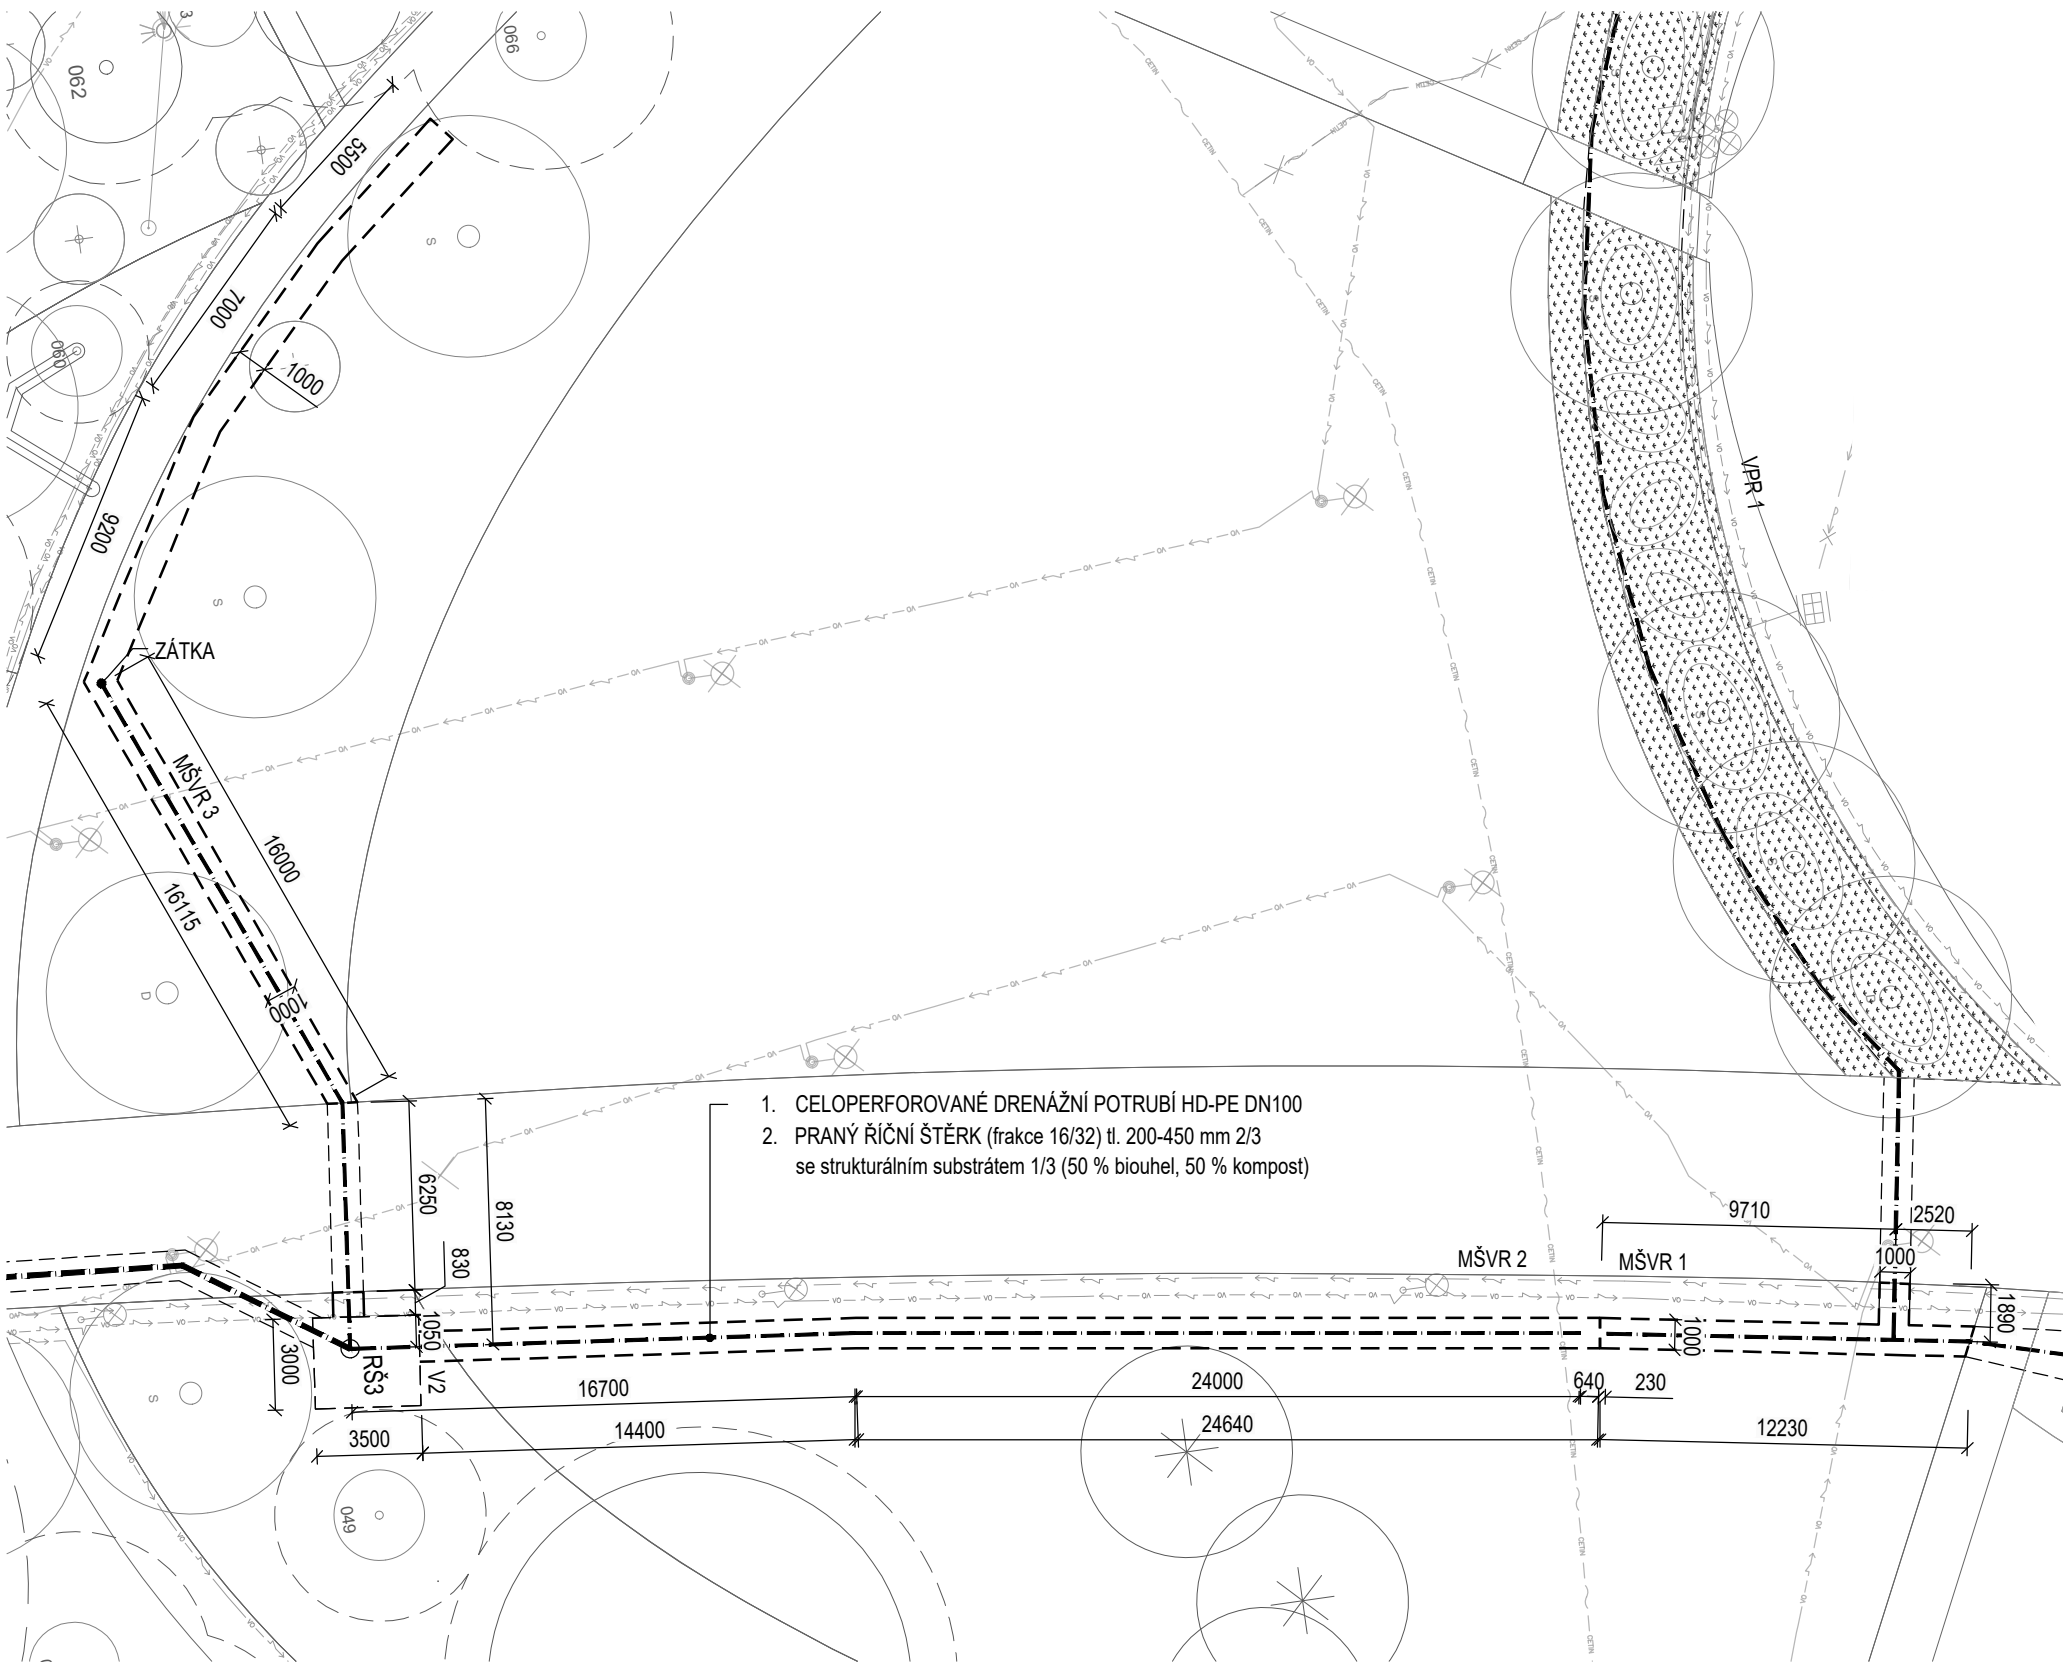 062
066
5500
S
7000
060
1000
9200
S
ZÁTKA
MŠVR 3
16000
16115
1000
D
VPR 1
S
S
S
S
D
1. CELOPERFOROVANÉ DRENÁŽNÍ POTRUBÍ HD-PE DN100
2. PRANÝ ŘÍČNÍ ŠTĚRK (frakce 16/32) tl. 200-450 mm 2/3
se strukturálním substrátem 1/3 (50 % biouhel, 50 % kompost)
6250
8130
830
1050
3000
RŠ3
V2
MŠVR 2
MŠVR 1
9710
2520
1000
1890
1000
16700
24000
640
230
3500
14400
24640
12230
S
049
VO
CETIN